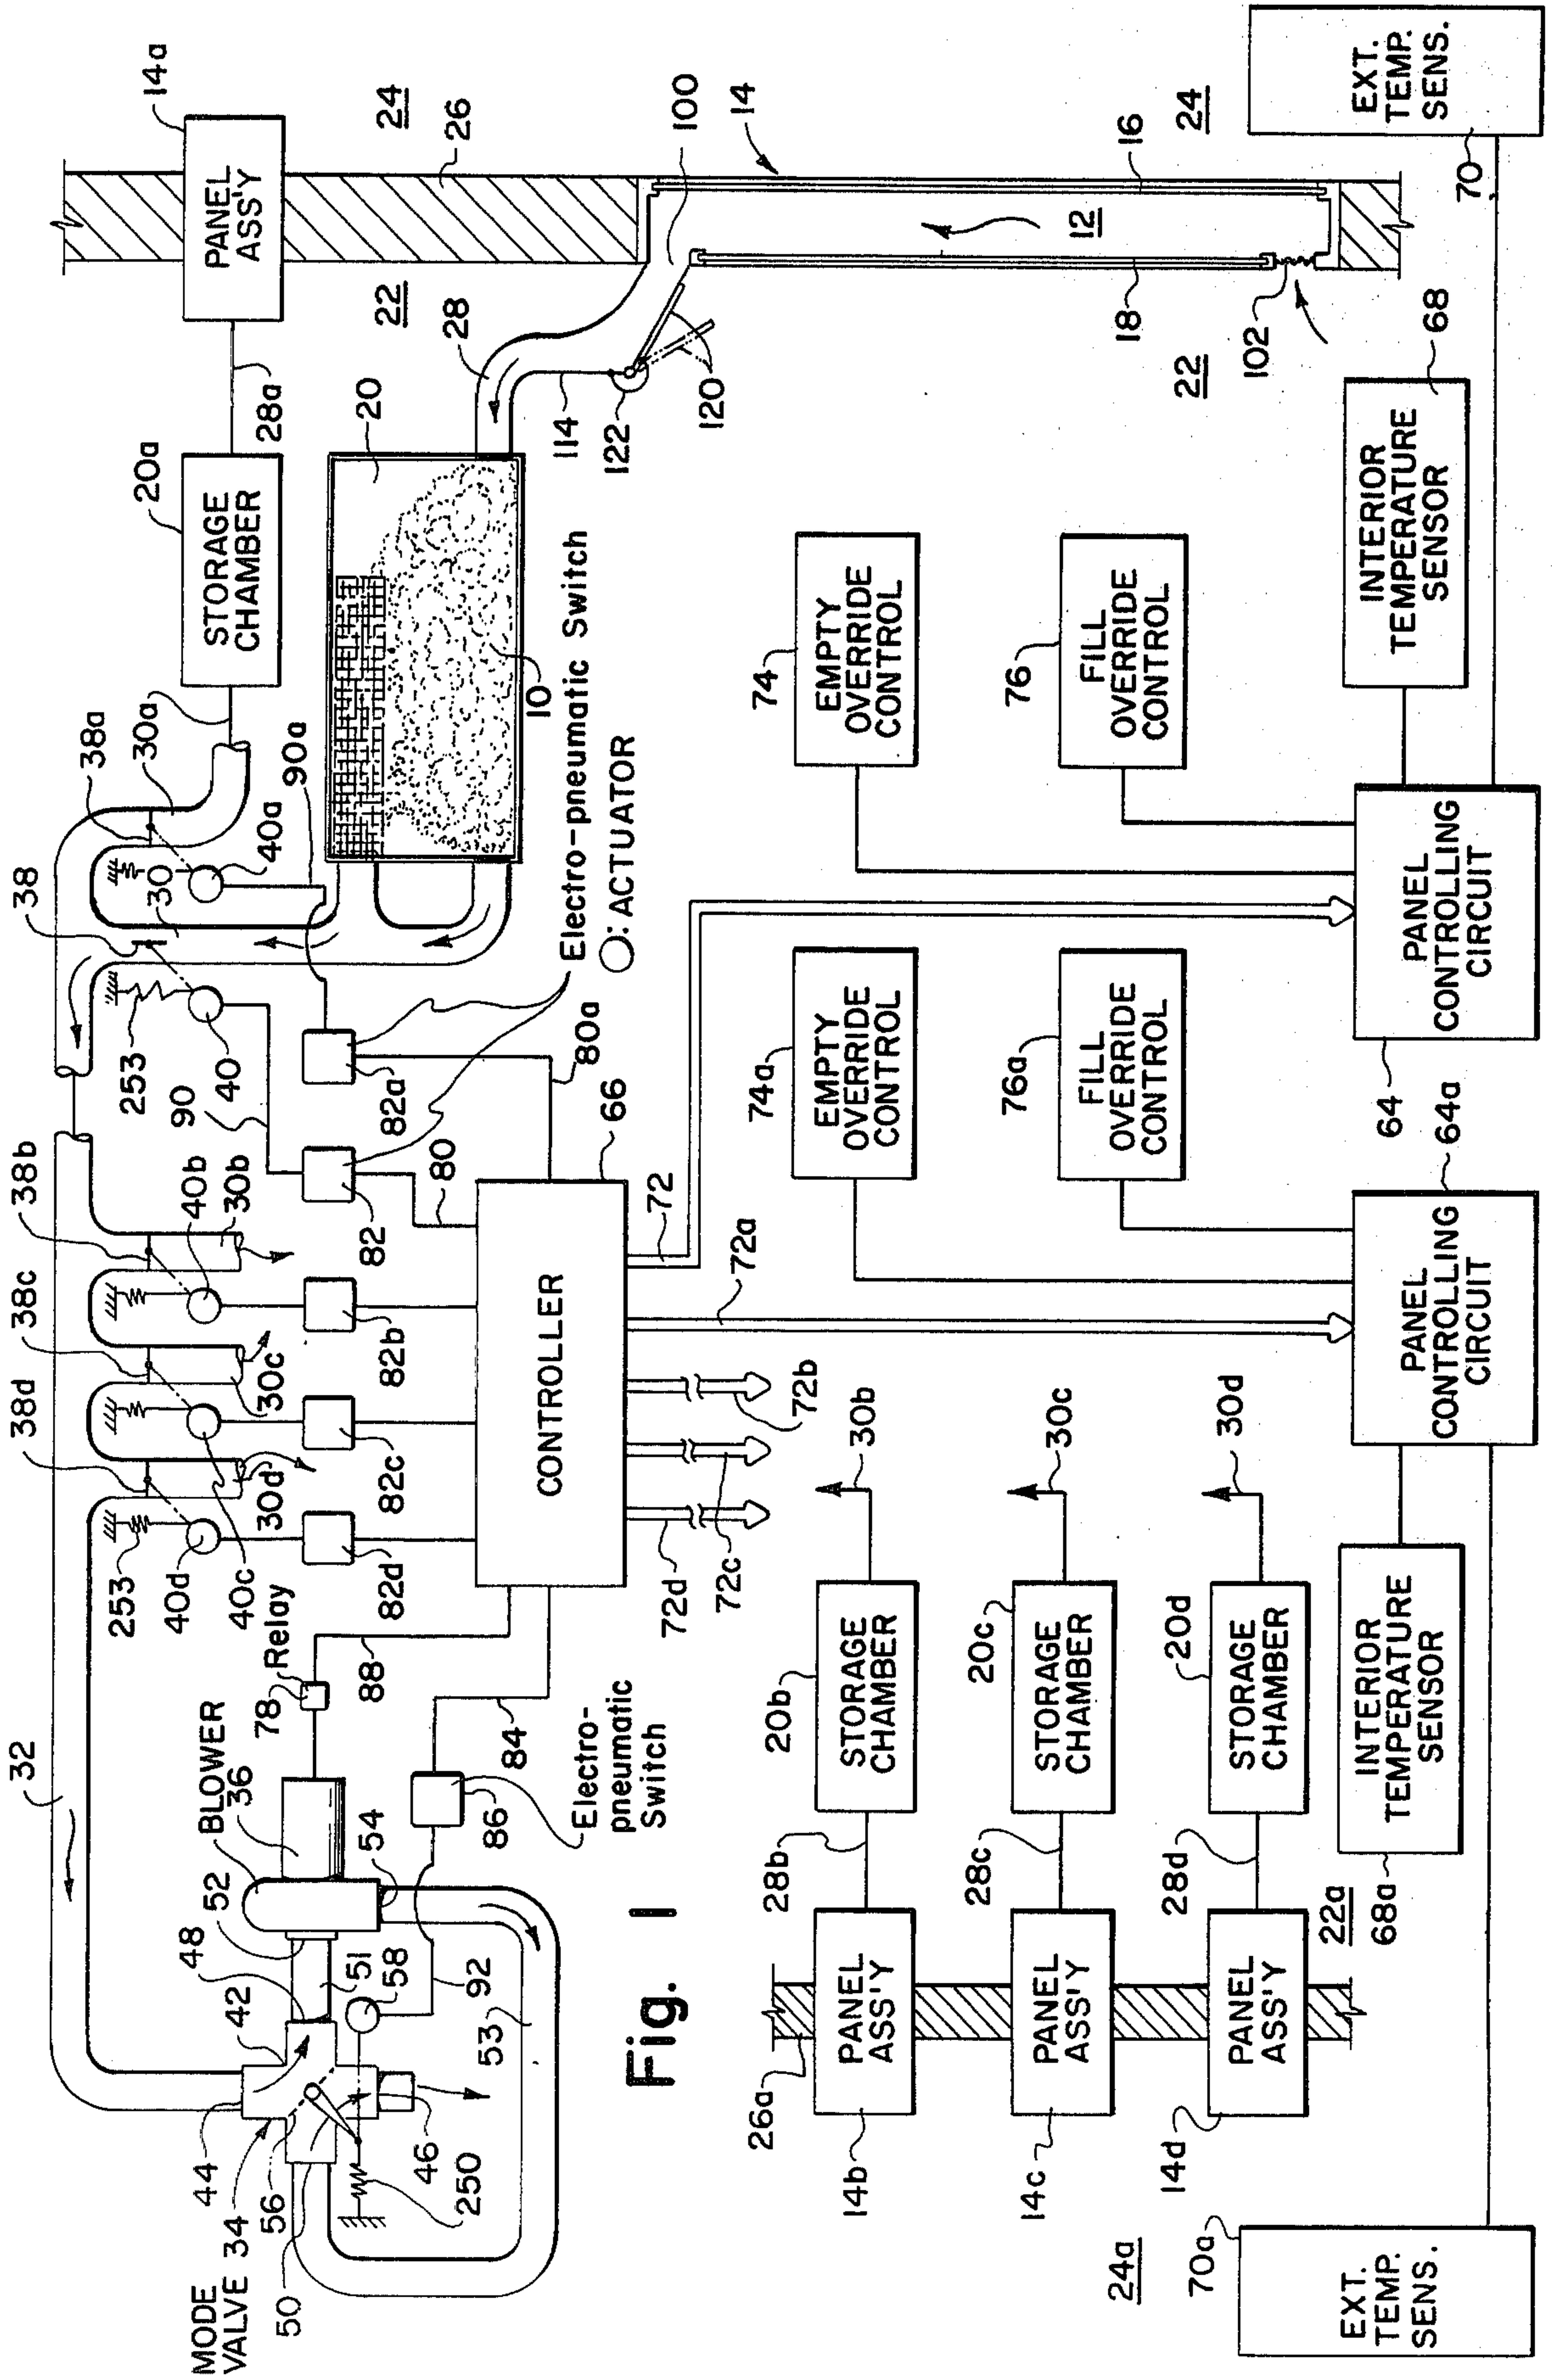 MODE
VALVE 34
44
42
48
50
56
46
250
51
52
53
54
58
92
BLOWER
36
78
Relay
88
84
86
Electro-
pneumatic
Switch
32
38d
38c
38b
38
38a
30a
30
30b
30c
30d
253
253
40d
40c
40b
40
40a
90
90a
82d
82c
82b
82
82a
80
80a
66
CONTROLLER
72
72a
72b
72c
72d
Electro-pneumatic Switch
○: ACTUATOR
20a
STORAGE
CHAMBER
28a
14a
PANEL
ASS'Y
24
26
22
20
10
28
114
122
120
100
14
16
12
18
102
22
24
EXT.
TEMP.
SENS.
70
68
INTERIOR
TEMPERATURE
SENSOR
74
EMPTY
OVERRIDE
CONTROL
76
FILL
OVERRIDE
CONTROL
64
PANEL
CONTROLLING
CIRCUIT
74a
EMPTY
OVERRIDE
CONTROL
76a
FILL
OVERRIDE
CONTROL
64a
PANEL
CONTROLLING
CIRCUIT
Fig. 1
26a
14b
PANEL
ASS'Y
28b
20b
STORAGE
CHAMBER
30b
14c
PANEL
ASS'Y
28c
20c
STORAGE
CHAMBER
30c
14d
PANEL
ASS'Y
28d
20d
STORAGE
CHAMBER
30d
22a
68a
INTERIOR
TEMPERATURE
SENSOR
24a
70a
EXT.
TEMP.
SENS.